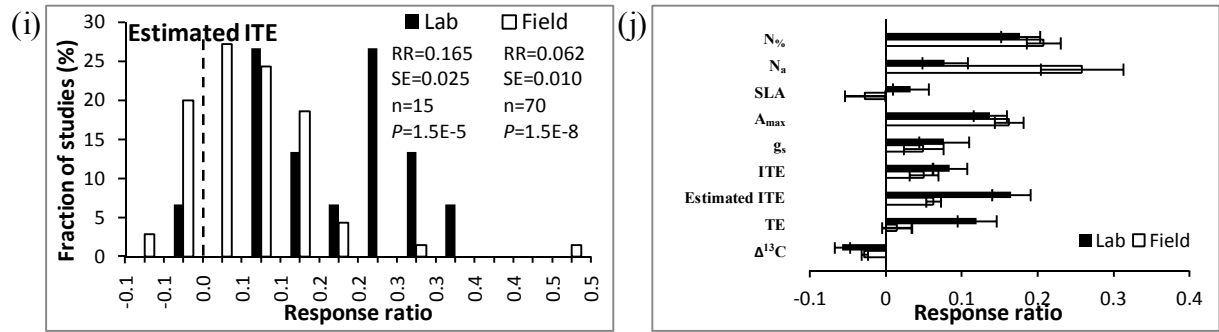 (i)
Estimated ITE
Lab Field
RR=0.165 RR=0.062
SE=0.025 SE=0.010
n=15 n=70
P=1.5E-5 P=1.5E-8
Fraction of studies (%)
30
25
20
15
10
5
0
-0.1 -0.1 0.0 0.1 0.1 0.2 0.2 0.3 0.3 0.4 0.4 0.5 0.5
Response ratio
(j)
N%
Na
SLA
Amax
gs
ITE
Estimated ITE
TE
Δ13C
Lab Field
-0.1 0 0.1 0.2 0.3 0.4
Response ratio